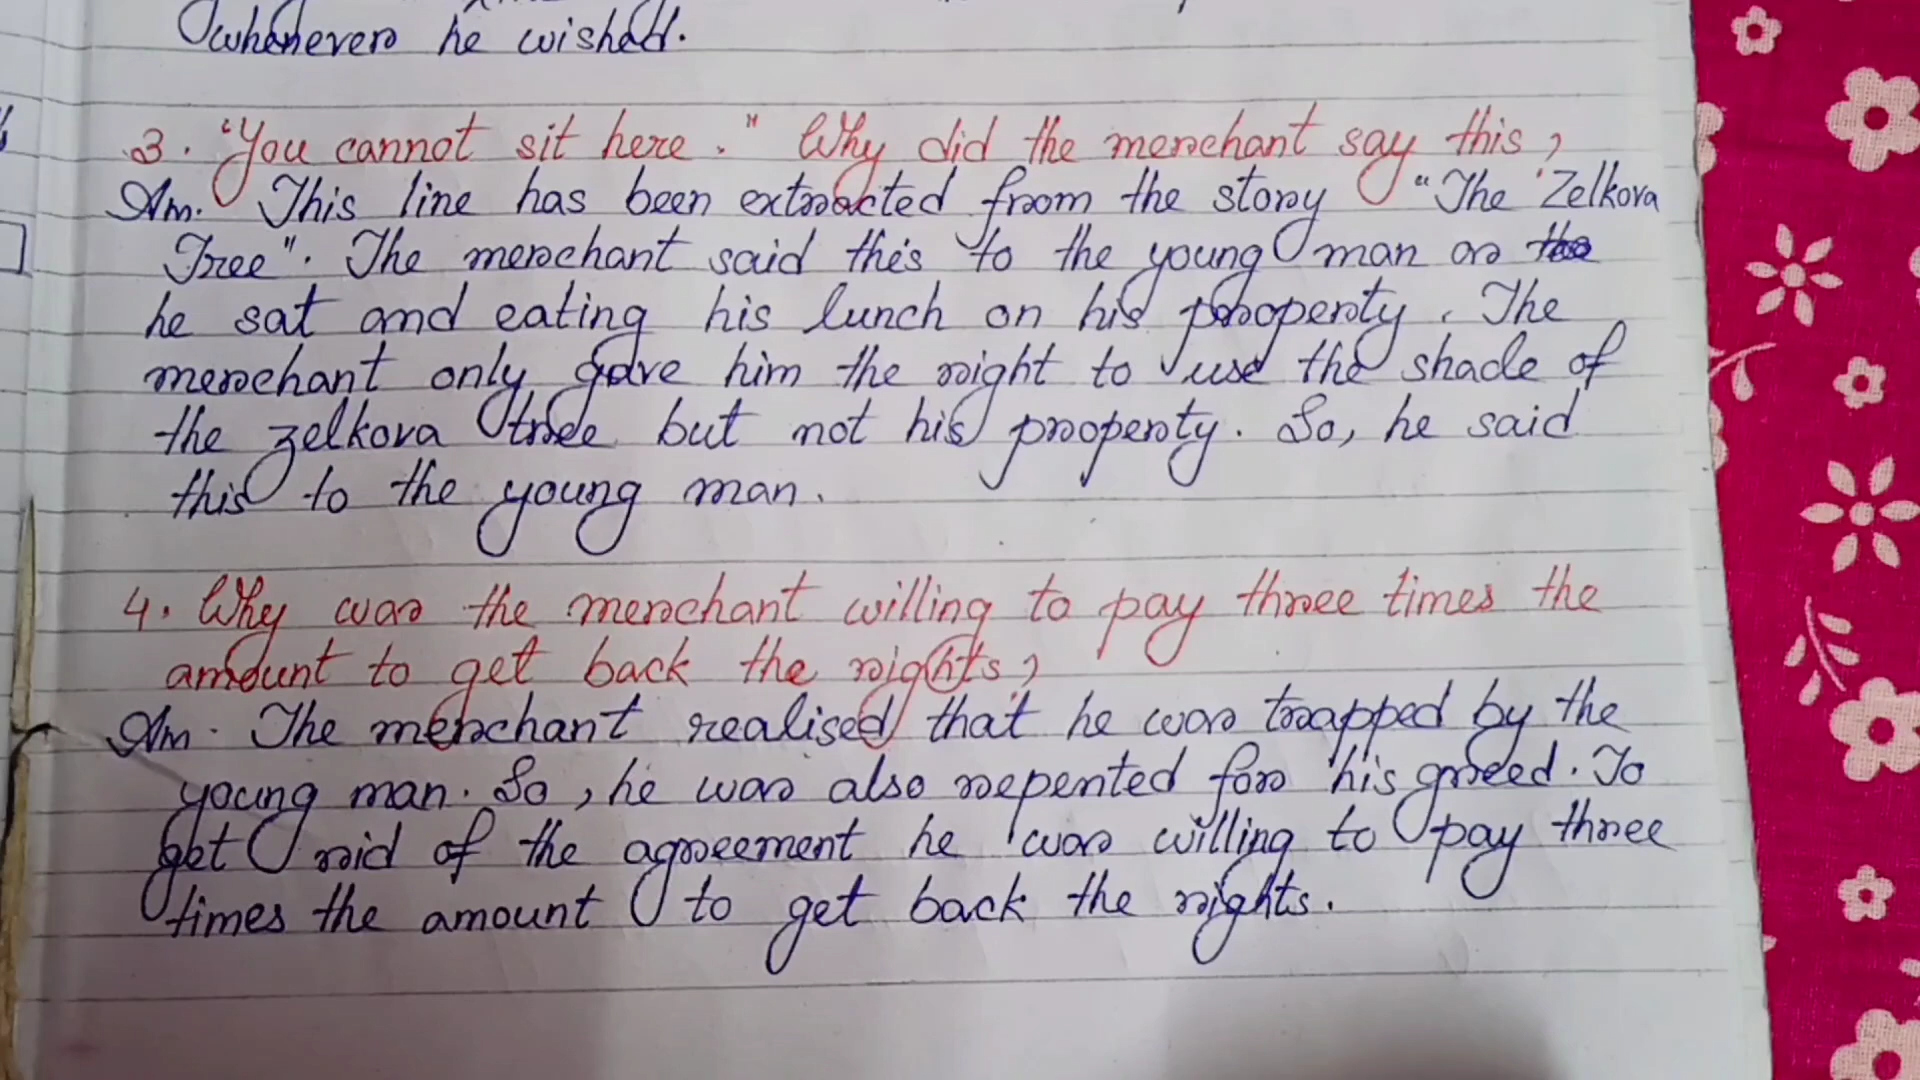 whenever he wished.
3. "You cannot sit here." Why did the merchant say this?
Ans. This line has been extracted from the story "The Zelkova
Tree". The merchant said this to the young man as
he sat and eating his lunch on his property. The
merchant only gave him the right to use the shade of
the zelkova tree but not his property. So, he said
this to the young man.
4. Why was the merchant willing to pay three times the
amount to get back the rights?
Ans. The merchant realised that he was trapped by the
young man. So, he was also repented for his greed. To
get rid of the agreement he was willing to pay three
times the amount to get back the rights.